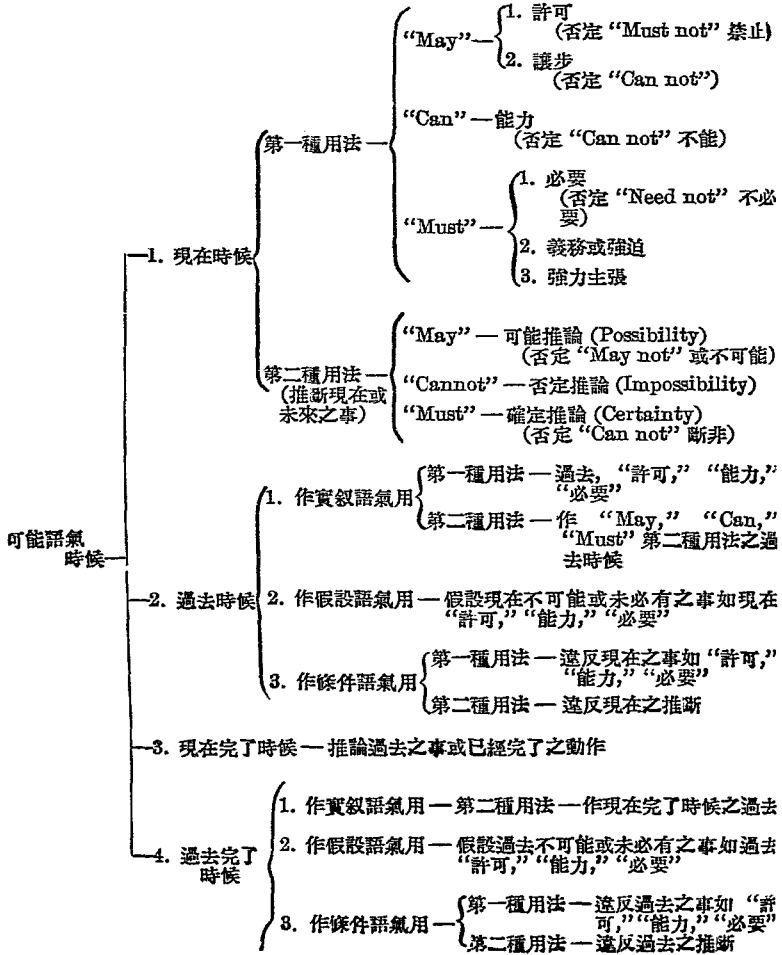 可能語氣
時候
1. 現在時候
第一種用法
“May”
1. 許可
(否定 “Must not” 禁止)
2. 讓步
(否定 “Can not”)
“Can” — 能力
(否定 “Can not” 不能)
“Must”
1. 必要
(否定 “Need not” 不必
要)
2. 義務或強迫
3. 強力主張
第二種用法
(推斷現在或
未來之事)
“May” — 可能推論 (Possibility)
(否定 “May not” 或不可能)
“Cannot” — 否定推論 (Impossibility)
“Must” — 確定推論 (Certainty)
(否定 “Can not” 斷非)
2. 過去時候
1. 作實叙語氣用
第一種用法 — 過去, “許可,” “能力,”
“必要”
第二種用法 — 作 “May,” “Can,”
“Must” 第二種用法之過
去時候
2. 作假設語氣用 — 假設現在不可能或未必有之事如現在
“許可,” “能力,” “必要”
3. 作條件語氣用
第一種用法 — 違反現在之事如 “許可,”
“能力,” “必要”
第二種用法 — 違反現在之推斷
3. 現在完了時候 — 推論過去之事或已經完了之動作
4. 過去完了
時候
1. 作實叙語氣用 — 第二種用法 — 作現在完了時候之過去
2. 作假設語氣用 — 假設過去不可能或未必有之事如過去
“許可,” “能力,” “必要”
3. 作條件語氣用
第一種用法 — 違反過去之事如 “許
可,” “能力,” “必要”
第二種用法 — 違反過去之推斷